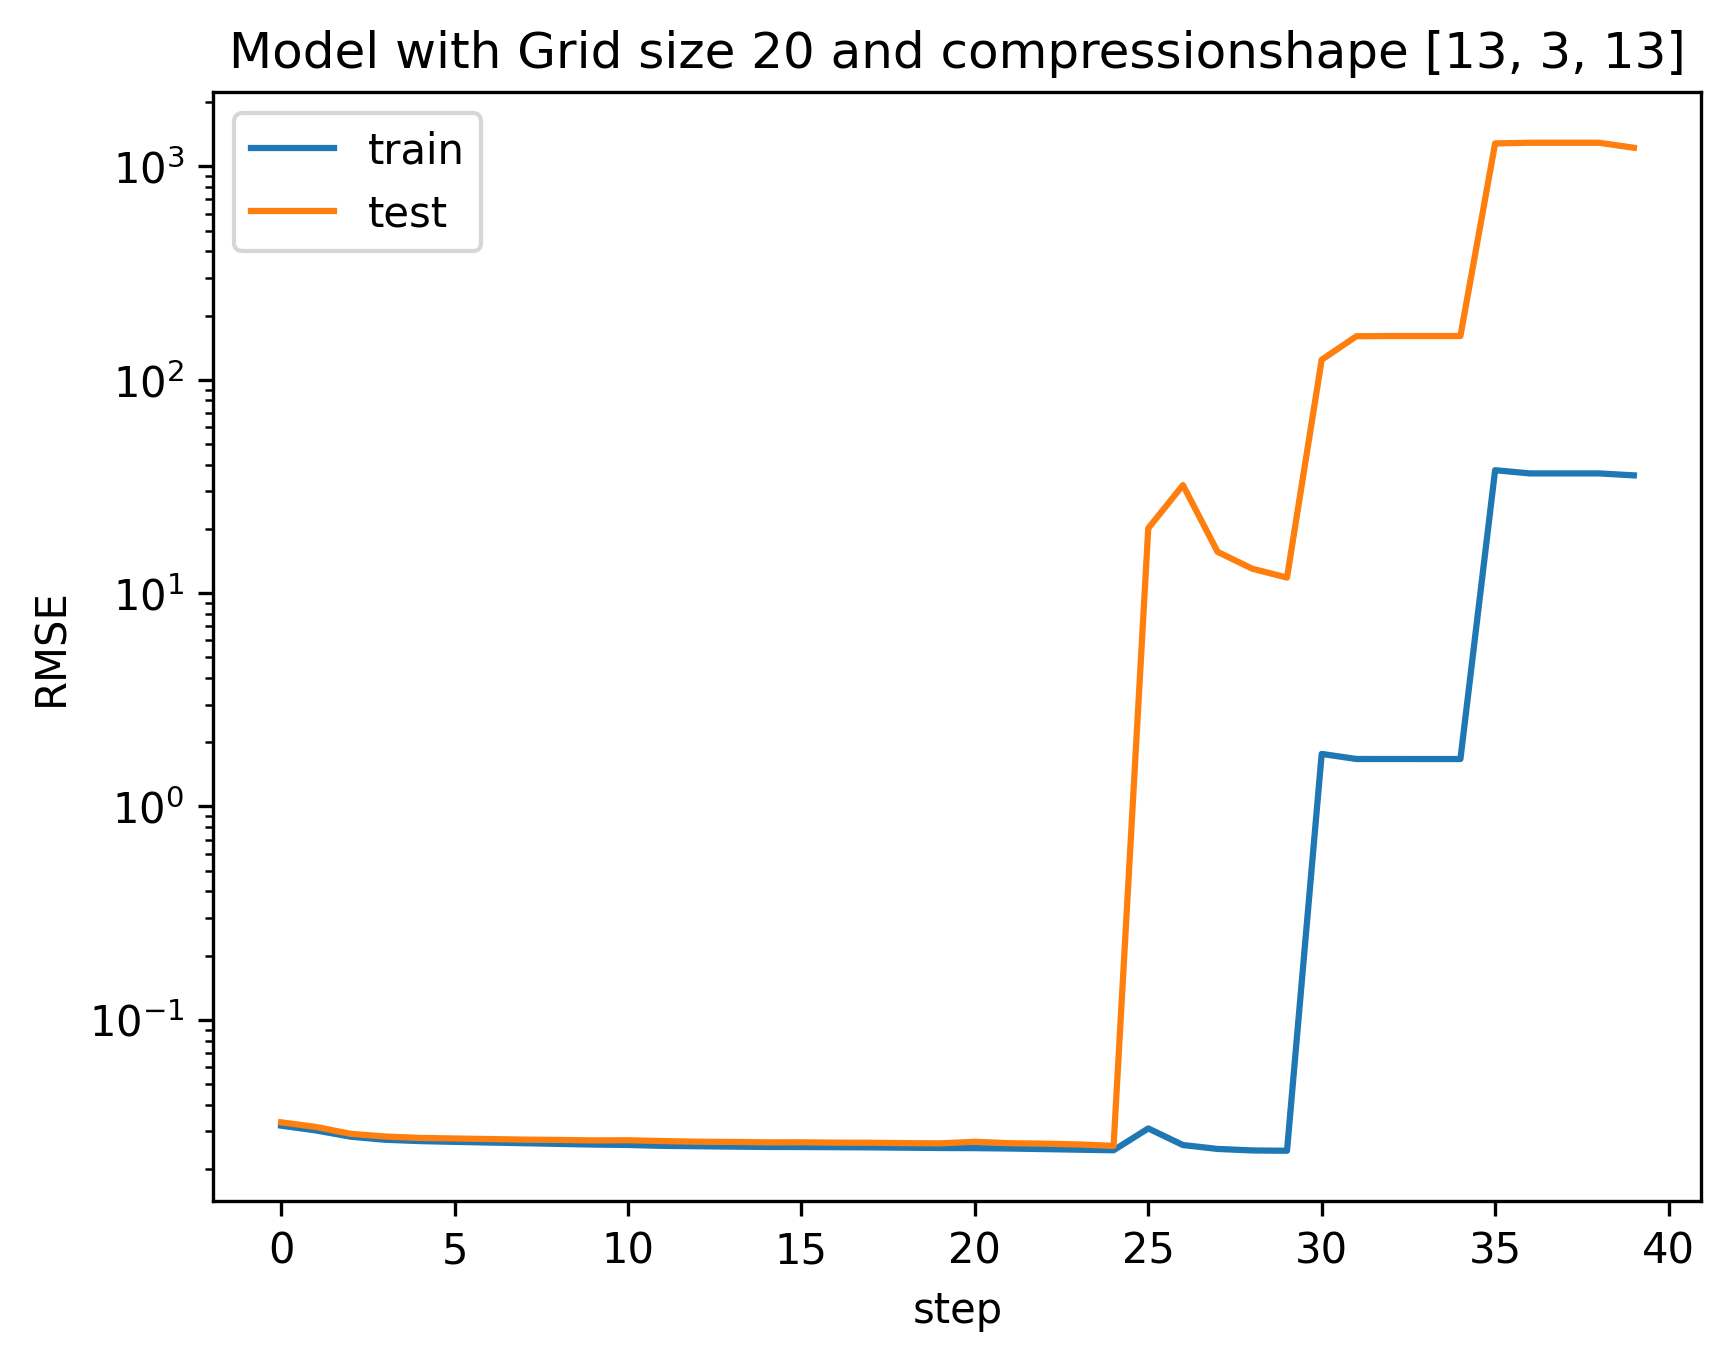 Model with Grid size 20 and compressionshape [13, 3, 13]
train
test
10³
10²
10¹
10⁰
10⁻¹
RMSE
0 5 10 15 20 25 30 35 40
step